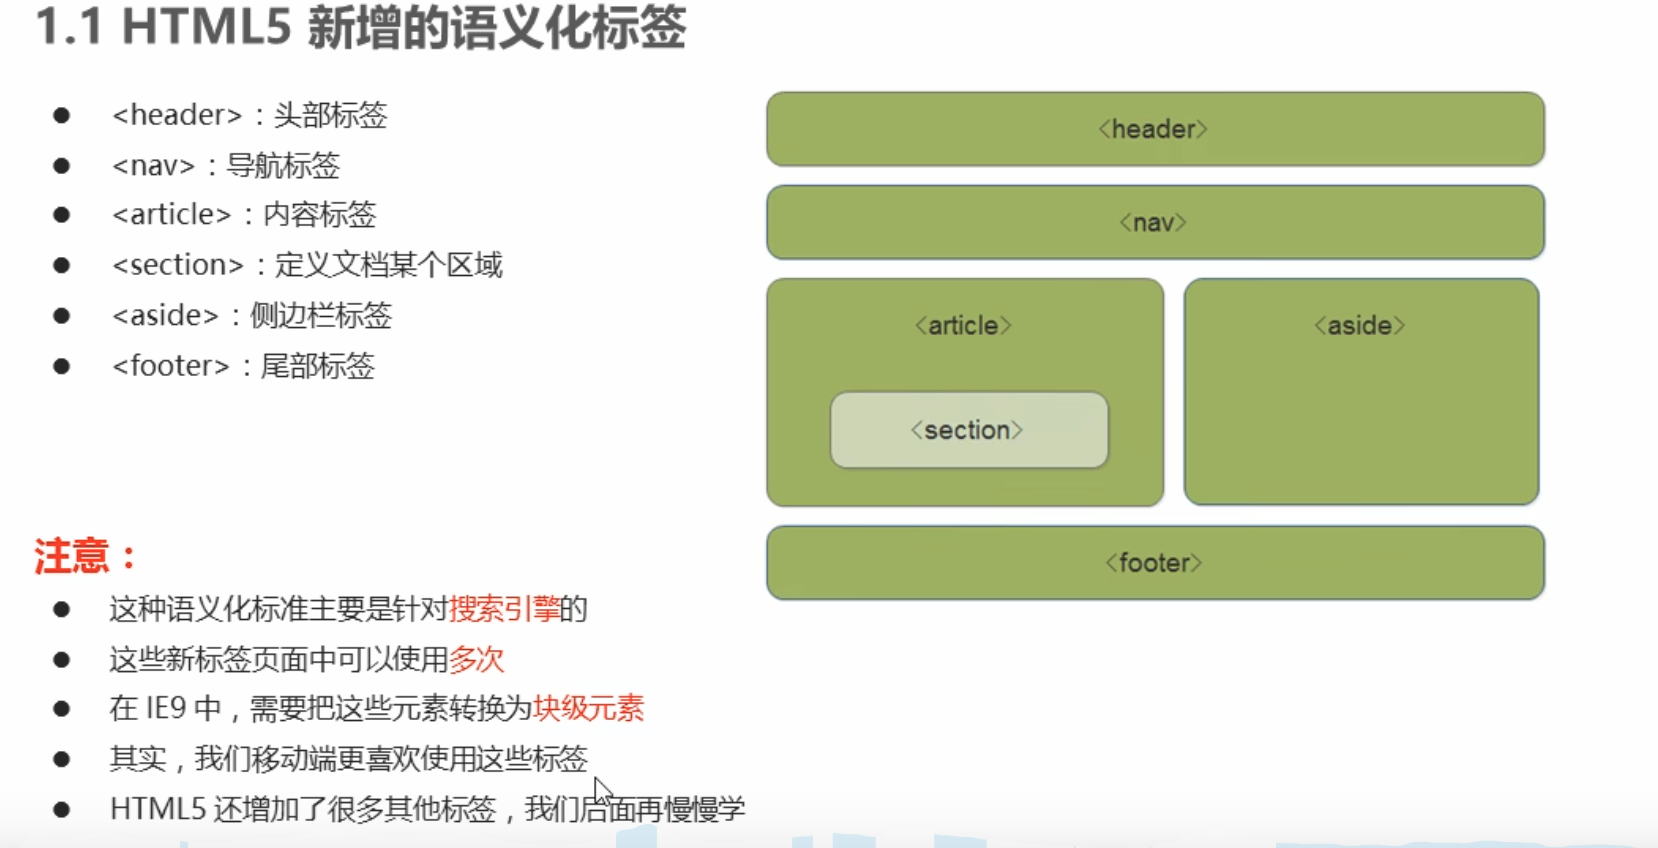 1.1 HTML5 新增的语义化标签
<header>：头部标签
<nav>：导航标签
<article>：内容标签
<section>：定义文档某个区域
<aside>：侧边栏标签
<footer>：尾部标签
<header>
<nav>
<article>
<aside>
<section>
<footer>
注意：
这种语义化标准主要是针对搜索引擎的
这些新标签页面中可以使用多次
在 IE9 中，需要把这些元素转换为块级元素
其实，我们移动端更喜欢使用这些标签
HTML5 还增加了很多其他标签，我们后面再慢慢学